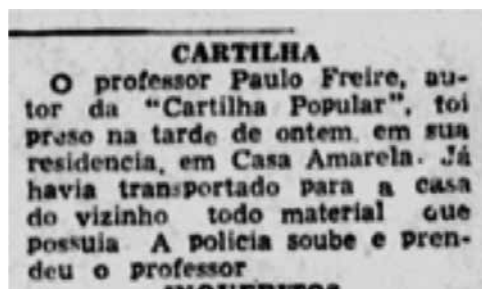 CARTILHA
O professor Paulo Freire, au-
tor da "Cartilha Popular", foi
preso na tarde de ontem, em sua
residencia, em Casa Amarela. Já
havia transportado para a casa
do vizinho todo material que
possuia A policia soube e pren-
deu o professor